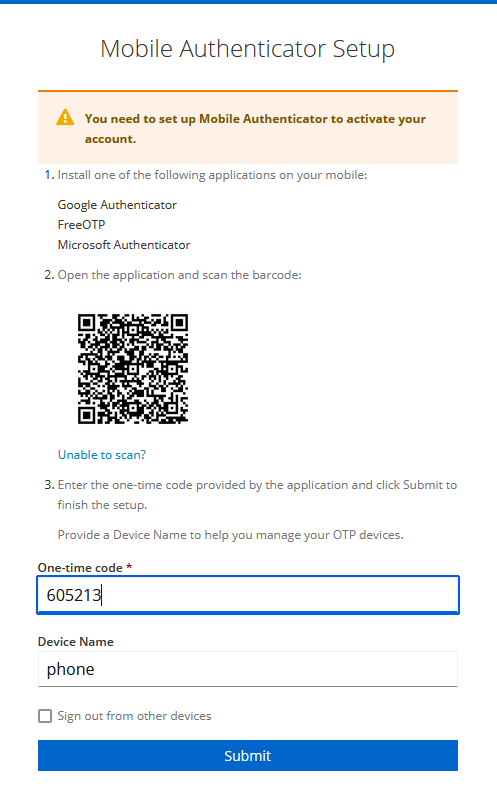 Mobile Authenticator Setup
You need to set up Mobile Authenticator to activate your
account.
1. Install one of the following applications on your mobile:
Google Authenticator
FreeOTP
Microsoft Authenticator
2. Open the application and scan the barcode:
Unable to scan?
3. Enter the one-time code provided by the application and click Submit to
finish the setup.
Provide a Device Name to help you manage your OTP devices.
One-time code *
605213
Device Name
phone
Sign out from other devices
Submit